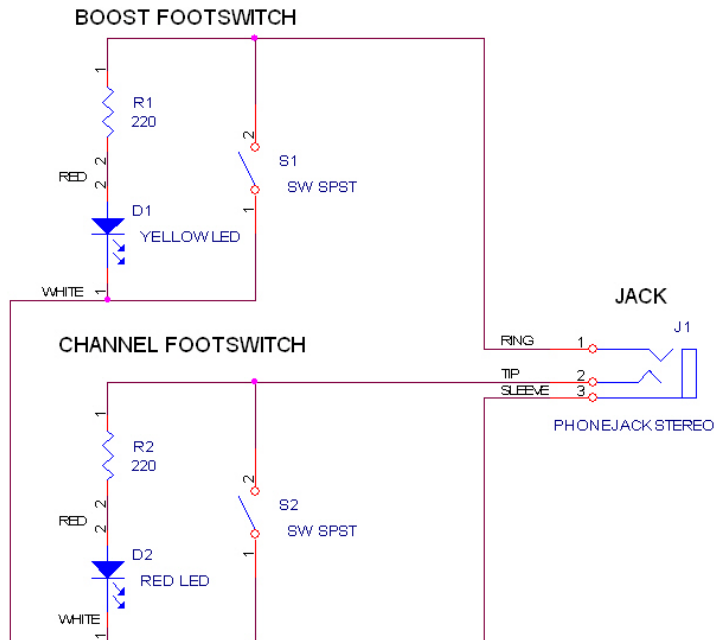 BOOST FOOTSWITCH
1
R1
220
2
RED
2
D1
YELLOW LED
WHITE
1
2
S1
SW SPST
1
JACK
J1
RING
1
TIP
2
SLEEVE
3
PHONEJACK STEREO
CHANNEL FOOTSWITCH
1
R2
220
2
RED
2
D2
RED LED
WHITE
1
2
S2
SW SPST
1